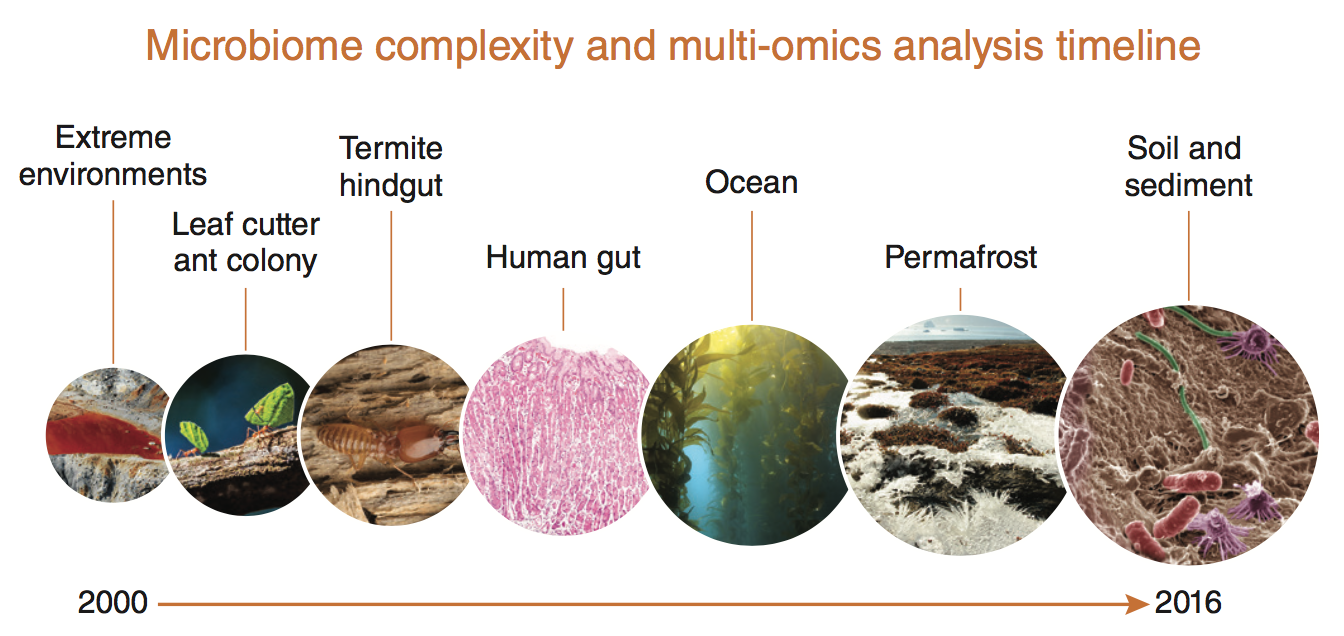 Microbiome complexity and multi-omics analysis timeline
Extreme
environments
Leaf cutter
ant colony
Termite
hindgut
Human gut
Ocean
Permafrost
Soil and
sediment
2000
2016